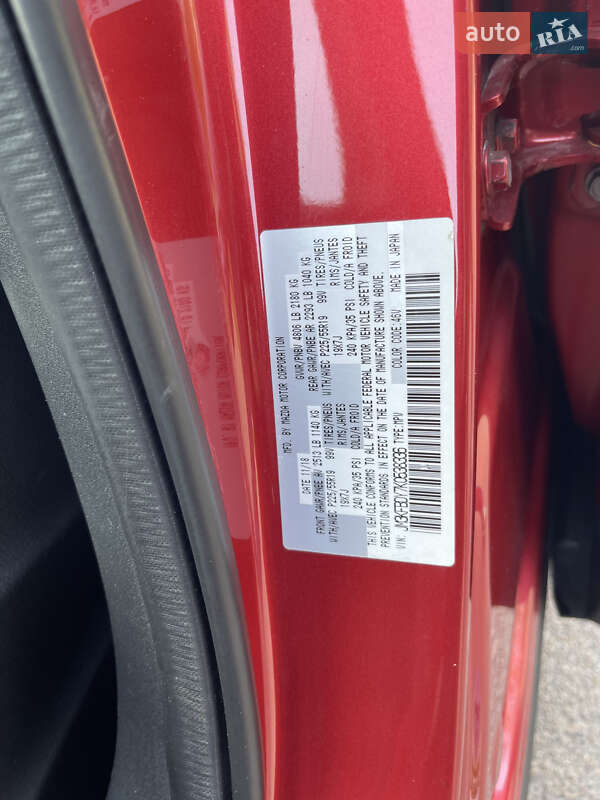 auto RIA.com
MFD. BY MAZDA MOTOR CORPORATION
DATE: 11/18
GVWR/PNBV 4806 LB 2180 KG
FRONT GAWR/PNBE AV 2513 LB 1140 KG
REAR GAWR/PNBE AR 2293 LB 1040 KG
WITH/AVEC P225/55R19 99V TIRES/PNEUS
WITH/AVEC P225/55R19 99V TIRES/PNEUS
19X7J RIMS/JANTES
19X7J RIMS/JANTES
240 KPA/35 PSI COLD/A FROID
240 KPA/35 PSI COLD/A FROID
THIS VEHICLE CONFORMS TO ALL APPLICABLE FEDERAL MOTOR VEHICLE SAFETY AND THEFT
PREVENTION STANDARDS IN EFFECT ON THE DATE OF MANUFACTURE SHOWN ABOVE.
VIN: TYPE:MPV COLOR CODE:46V MADE IN JAPAN